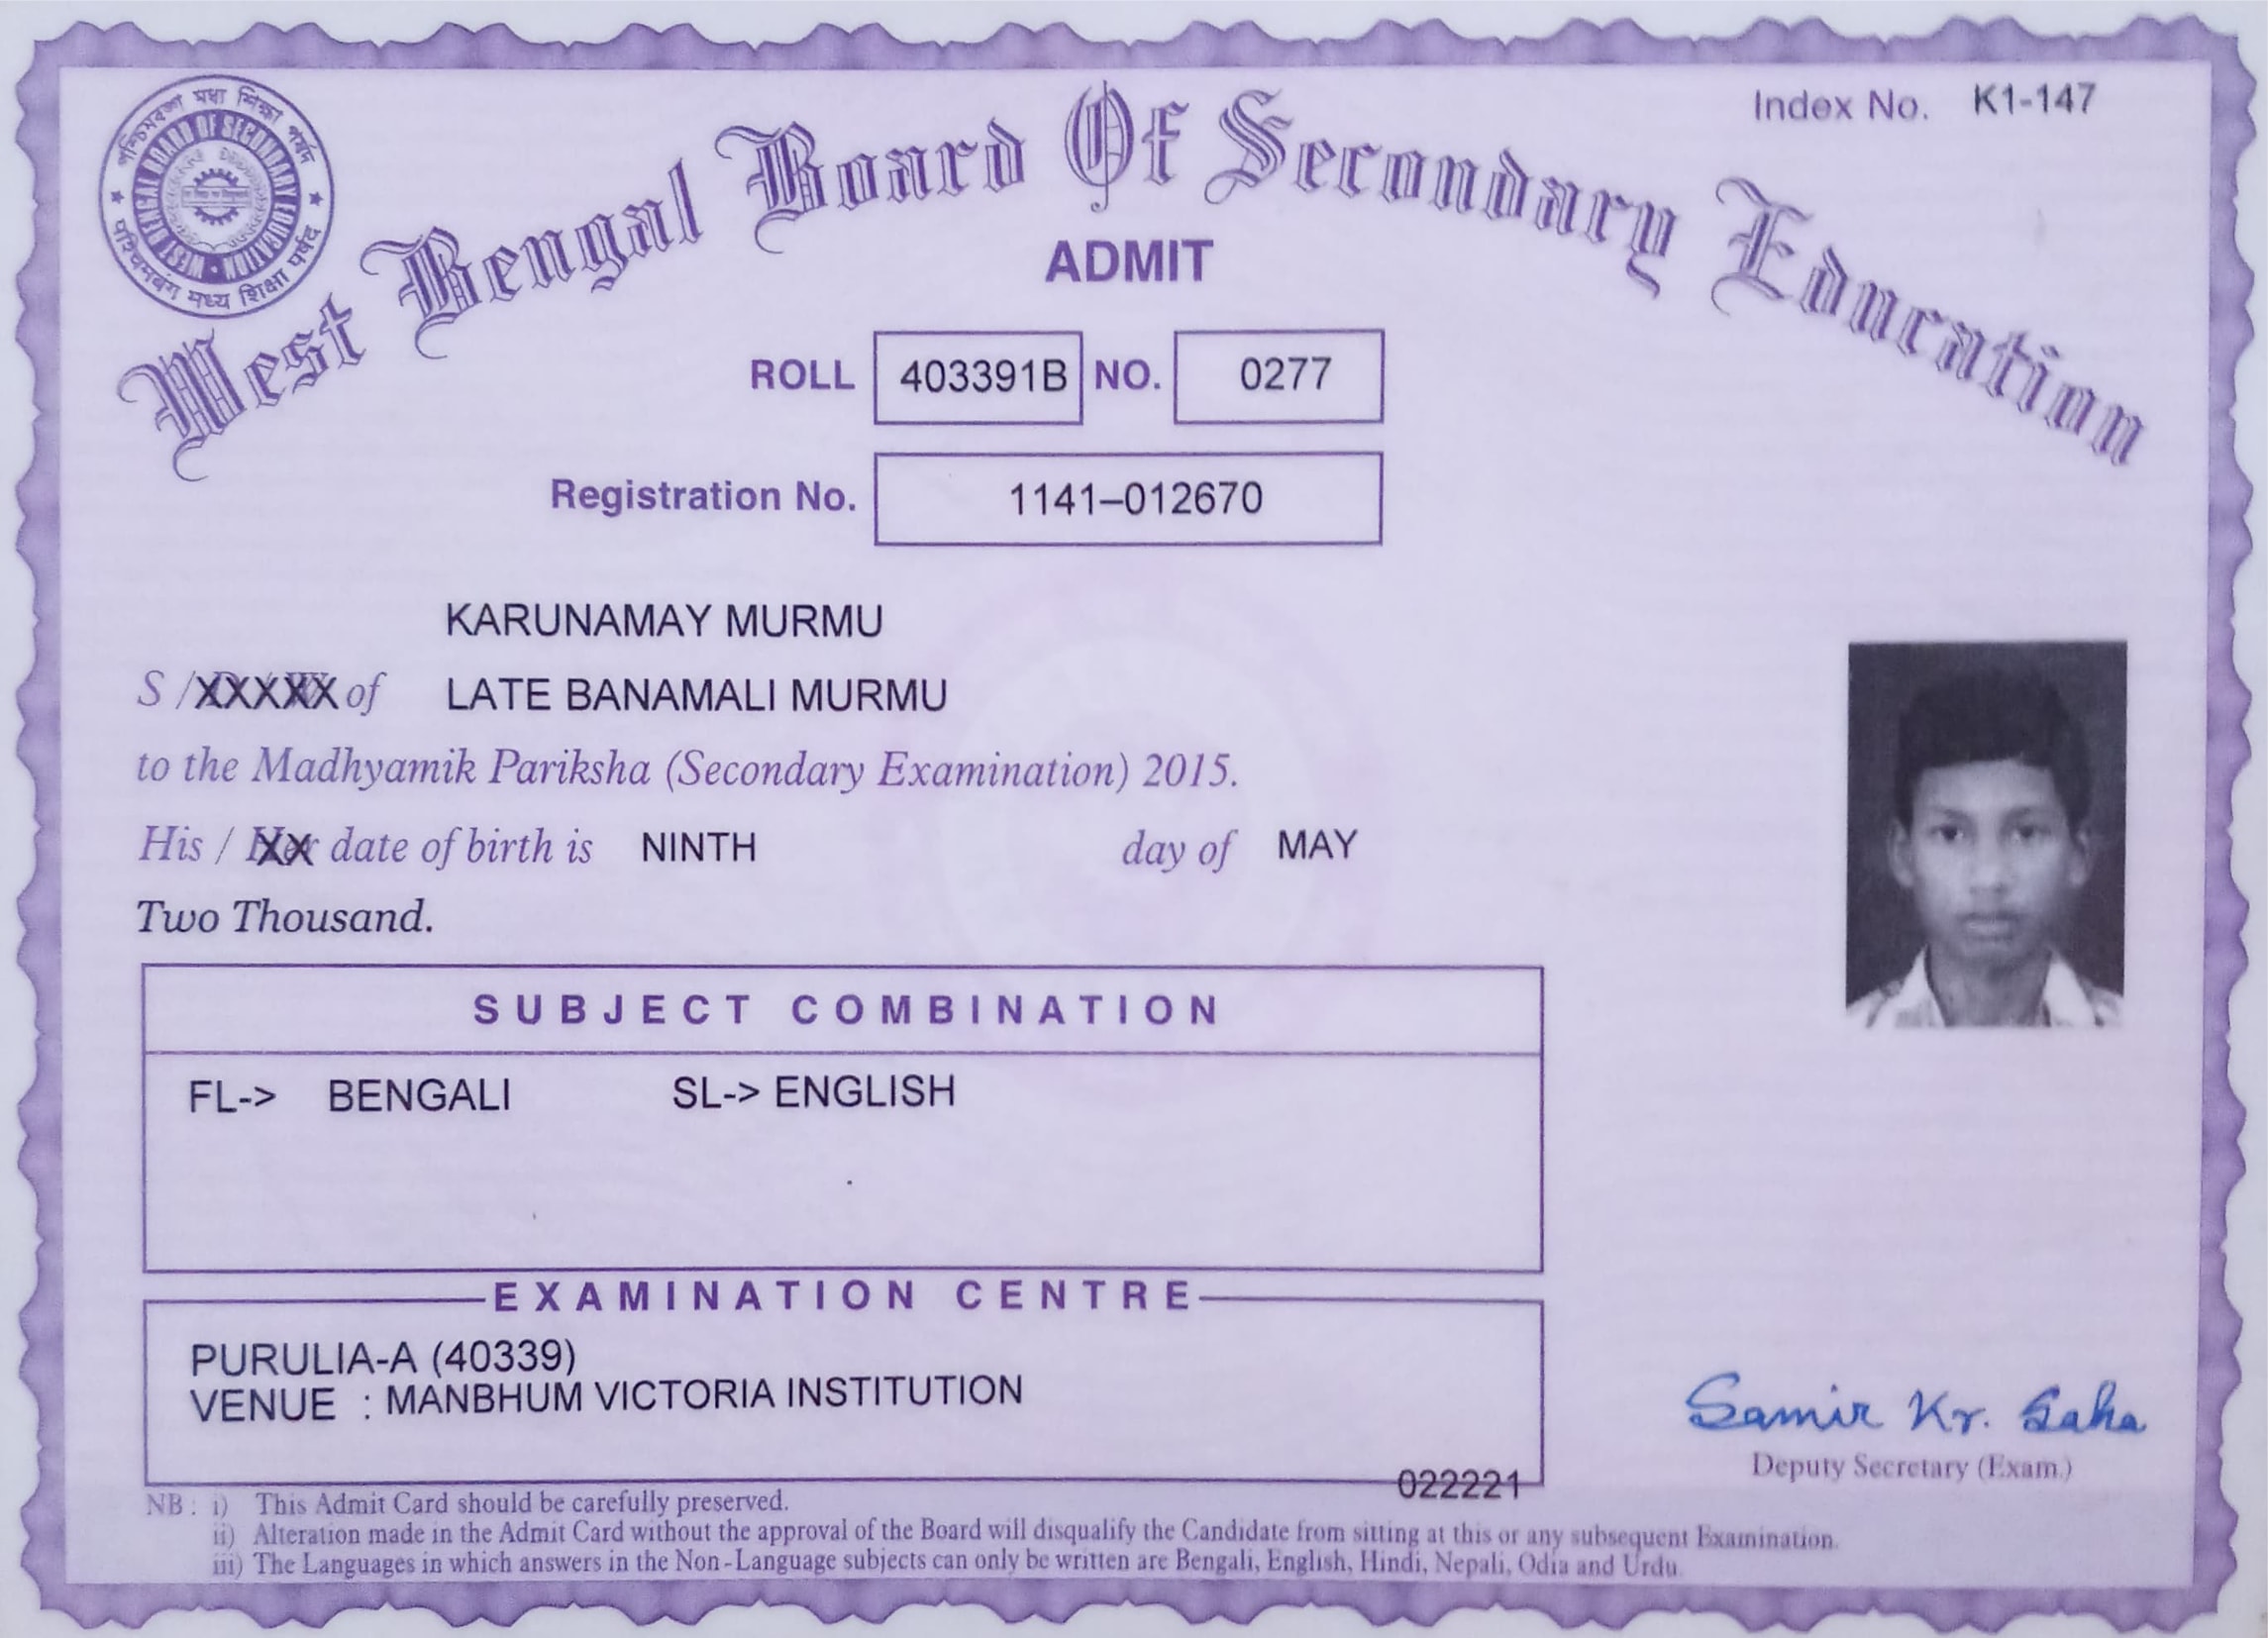 পশ্চিমবঙ্গ মধ্য শিক্ষা পর্ষদ
WEST BENGAL BOARD OF SECONDARY EDUCATION
पश्चिमबंग मध्य शिक्षा पर्षद
Index No. K1-147
West Bengal Board Of Secondary Education
ADMIT
ROLL 403391B NO. 0277
Registration No. 1141–012670
KARUNAMAY MURMU
S /XXXXX of LATE BANAMALI MURMU
to the Madhyamik Pariksha (Secondary Examination) 2015.
His / XX date of birth is NINTH day of MAY
Two Thousand.
SUBJECT COMBINATION
FL-> BENGALI SL-> ENGLISH
EXAMINATION CENTRE
PURULIA-A (40339)
VENUE : MANBHUM VICTORIA INSTITUTION
022221
Samir Kr. Saha
Deputy Secretary (Exam.)
NB : i) This Admit Card should be carefully preserved.
ii) Alteration made in the Admit Card without the approval of the Board will disqualify the Candidate from sitting at this or any subsequent Examination.
iii) The Languages in which answers in the Non-Language subjects can only be written are Bengali, English, Hindi, Nepali, Odia and Urdu